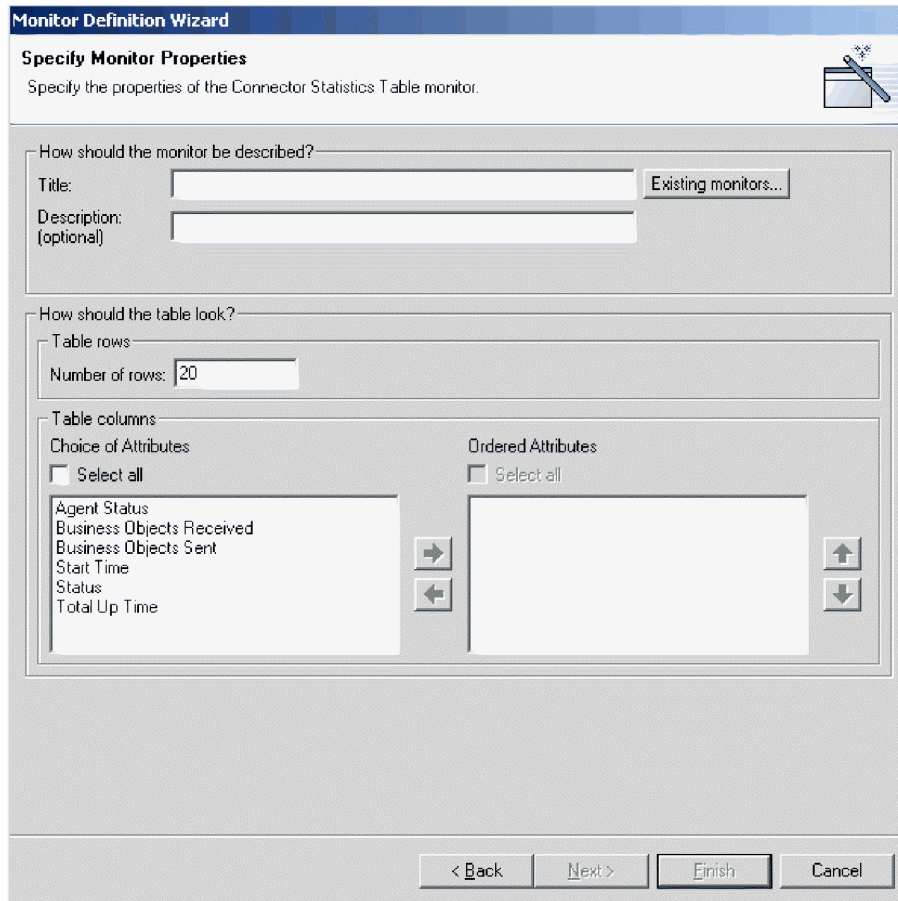 Monitor Definition Wizard
Specify Monitor Properties
Specify the properties of the Connector Statistics Table monitor.
How should the monitor be described?
Title:
Existing monitors...
Description:
(optional)
How should the table look?
Table rows
Number of rows: 20
Table columns
Choice of Attributes
Ordered Attributes
Select all
Select all
Agent Status
Business Objects Received
Business Objects Sent
Start Time
Status
Total Up Time
< Back
Next >
Finish
Cancel